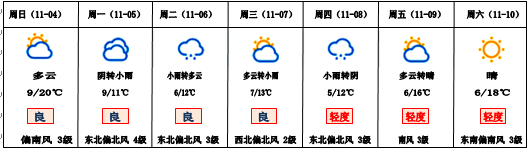 周日（11-04） 周一（11-05） 周二（11-06） 周三（11-07） 周四（11-08） 周五（11-09） 周六（11-10）
多云 阴转小雨 小雨转多云 多云转小雨 小雨转阴 多云转晴 晴
9/20℃ 9/11℃ 6/12℃ 7/13℃ 5/12℃ 6/16℃ 6/18℃
良 良 良 良 轻度 轻度 轻度
偏南风 3级 东北偏北风 4级 东北偏北风 3级 西北偏北风 2级 东北偏北风 3级 南风 3级 东南偏南风 3级